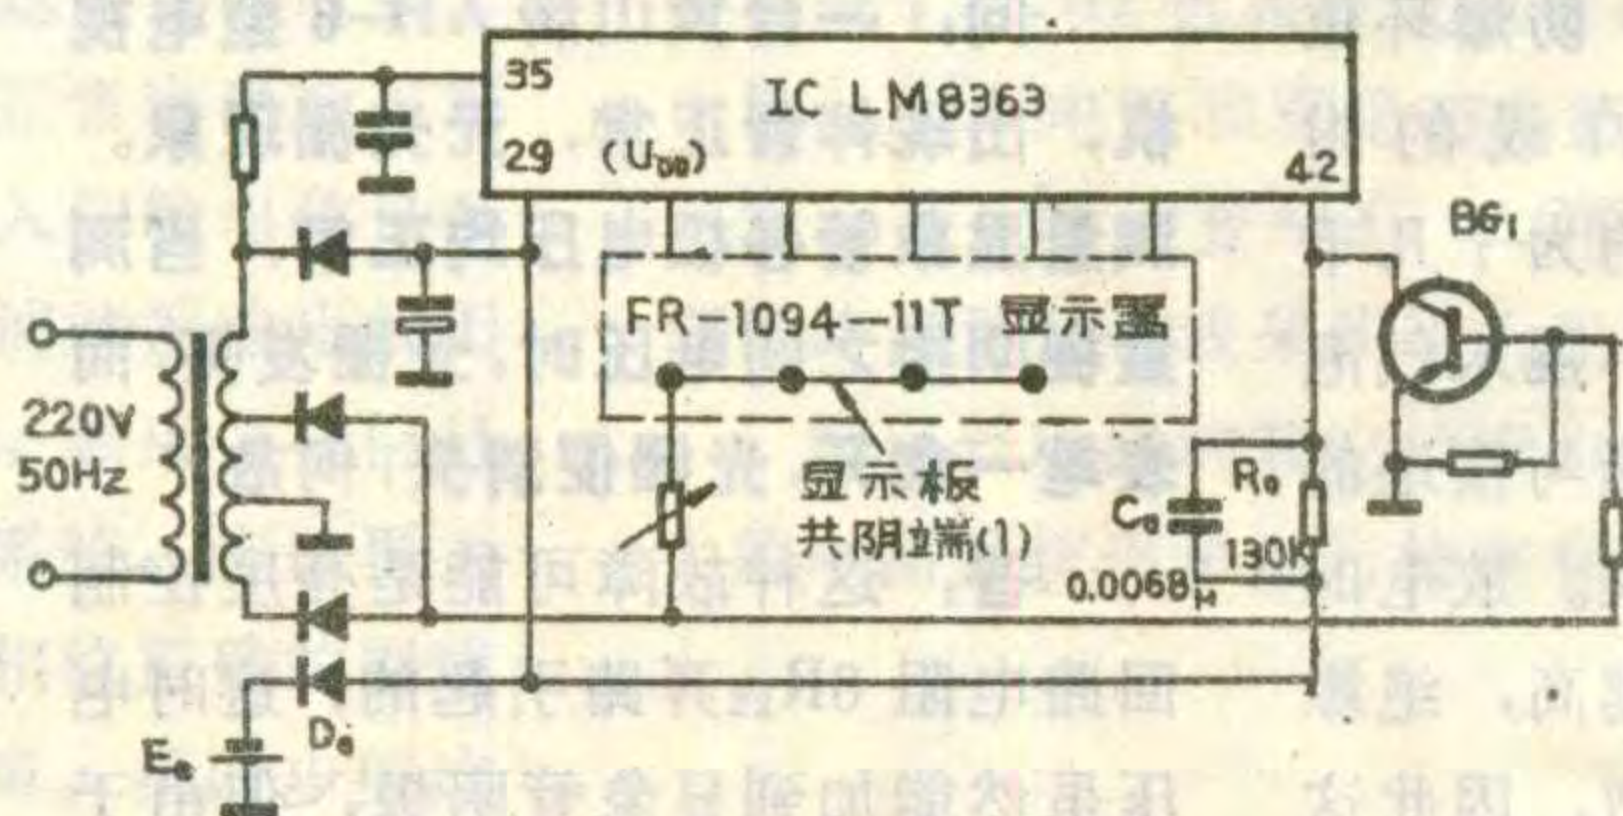 35
IC LM8363
29 (U_DD)
42
BG₁
FR-1094-11T 显示器
220V
50Hz
显示板
共阴端(1)
R₀
C₀
130K
0.0068μ
D₀
E₀